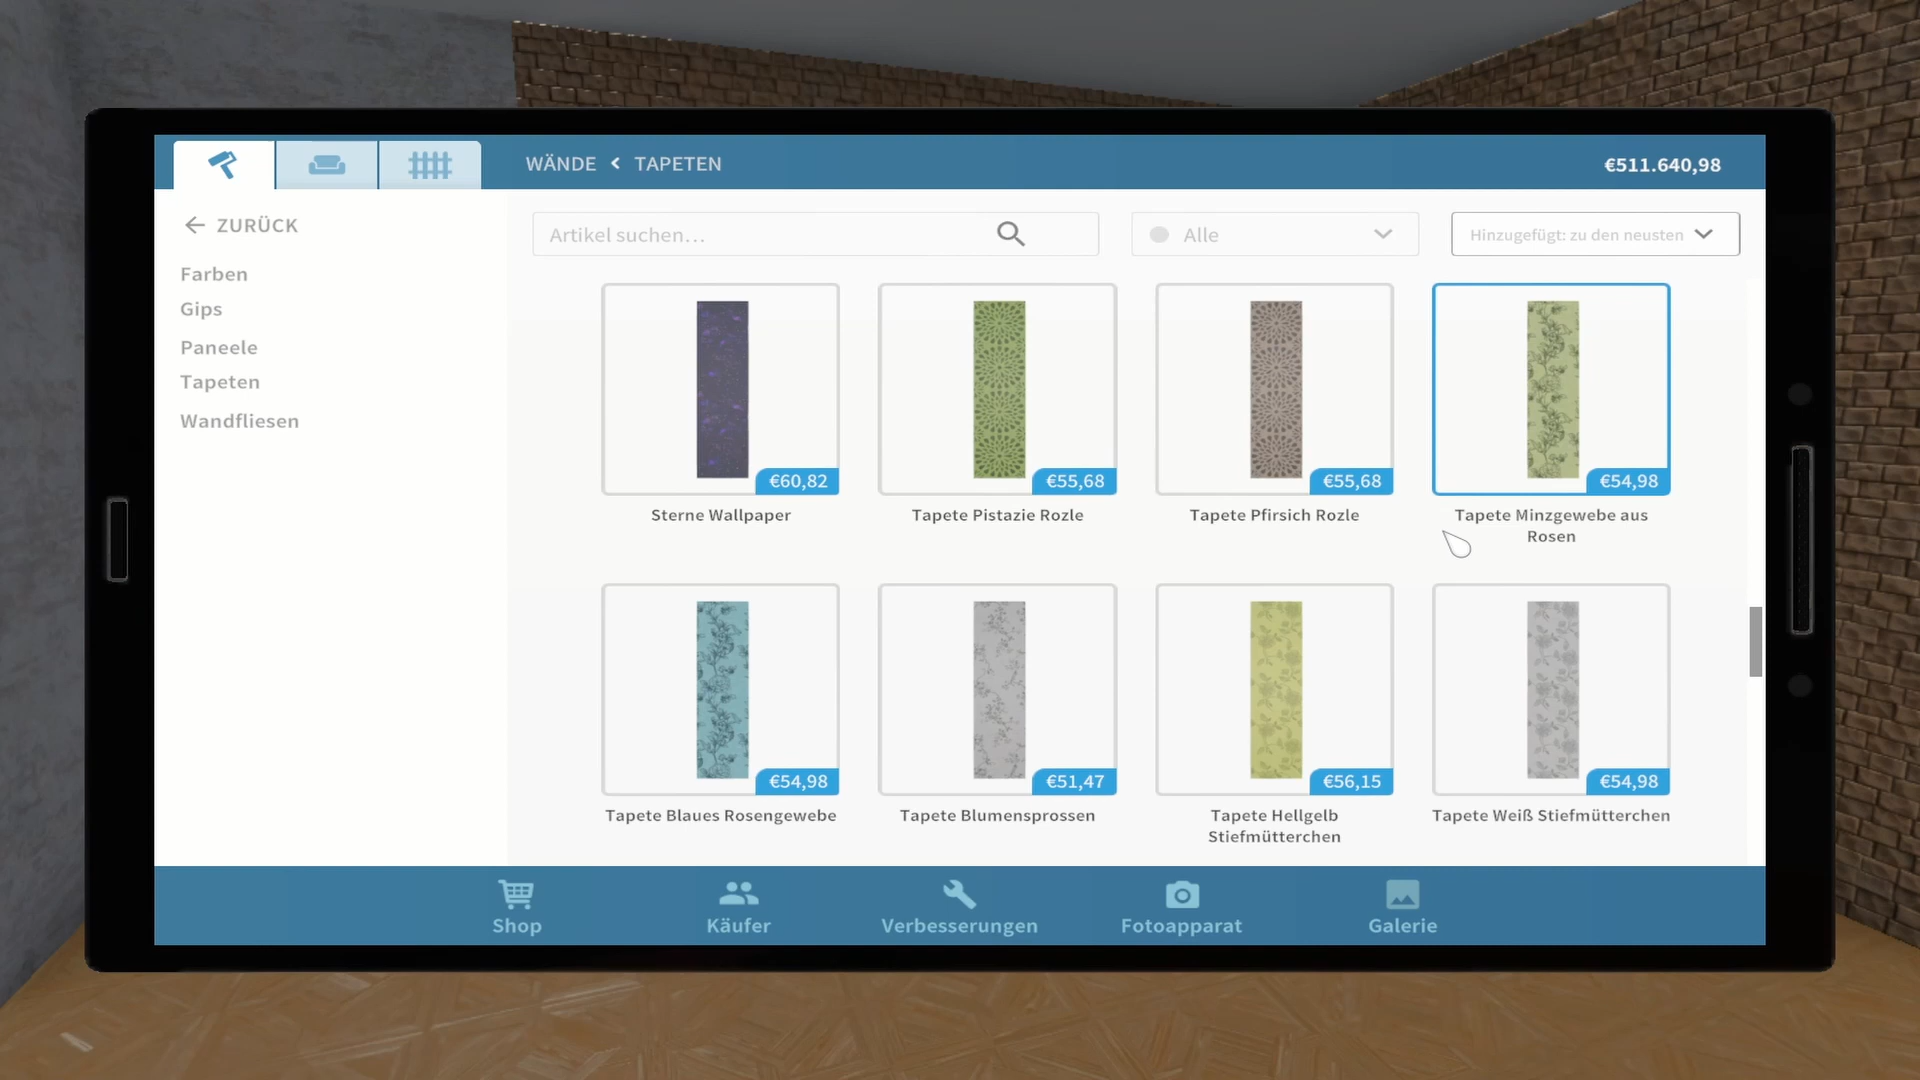 WÄNDE < TAPETEN
€511.640,98
ZURÜCK
Farben
Gips
Paneele
Tapeten
Wandfliesen
Artikel suchen...
Alle
Hinzugefügt: zu den neusten
€60,82
€55,68
€55,68
€54,98
Sterne Wallpaper
Tapete Pistazie Rozle
Tapete Pfirsich Rozle
Tapete Minzgewebe aus
Rosen
€54,98
€51,47
€56,15
€54,98
Tapete Blaues Rosengewebe
Tapete Blumensprossen
Tapete Hellgelb
Stiefmütterchen
Tapete Weiß Stiefmütterchen
Shop
Käufer
Verbesserungen
Fotoapparat
Galerie